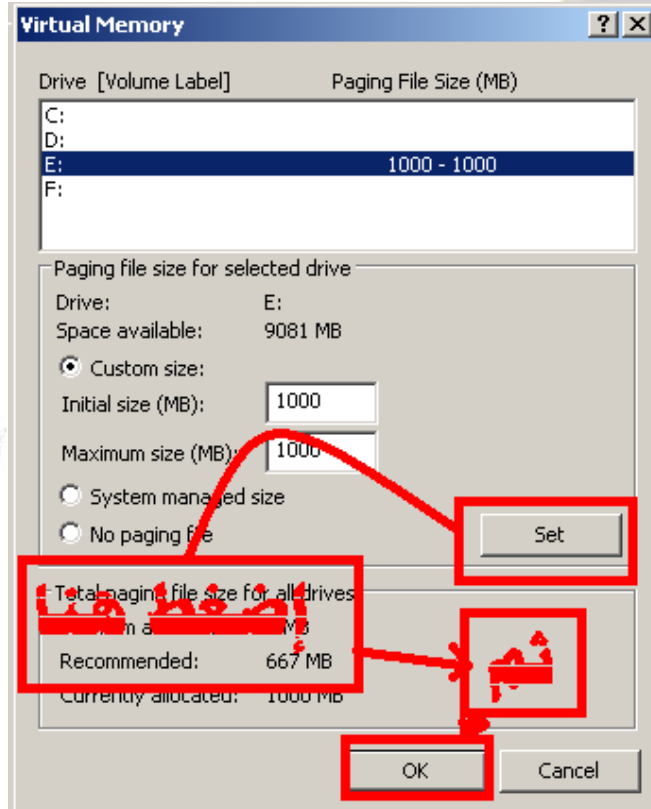 Virtual Memory
Drive [Volume Label] Paging File Size (MB)
C:
D:
E: 1000 - 1000
F:
Paging file size for selected drive
Drive: E:
Space available: 9081 MB
Custom size:
Initial size (MB): 1000
Maximum size (MB): 1000
System managed size
No paging file
Set
Total paging file size for all drives
إضغط هنا
MB
Recommended: 667 MB
ثم
Currently allocated: 1000 MB
OK Cancel